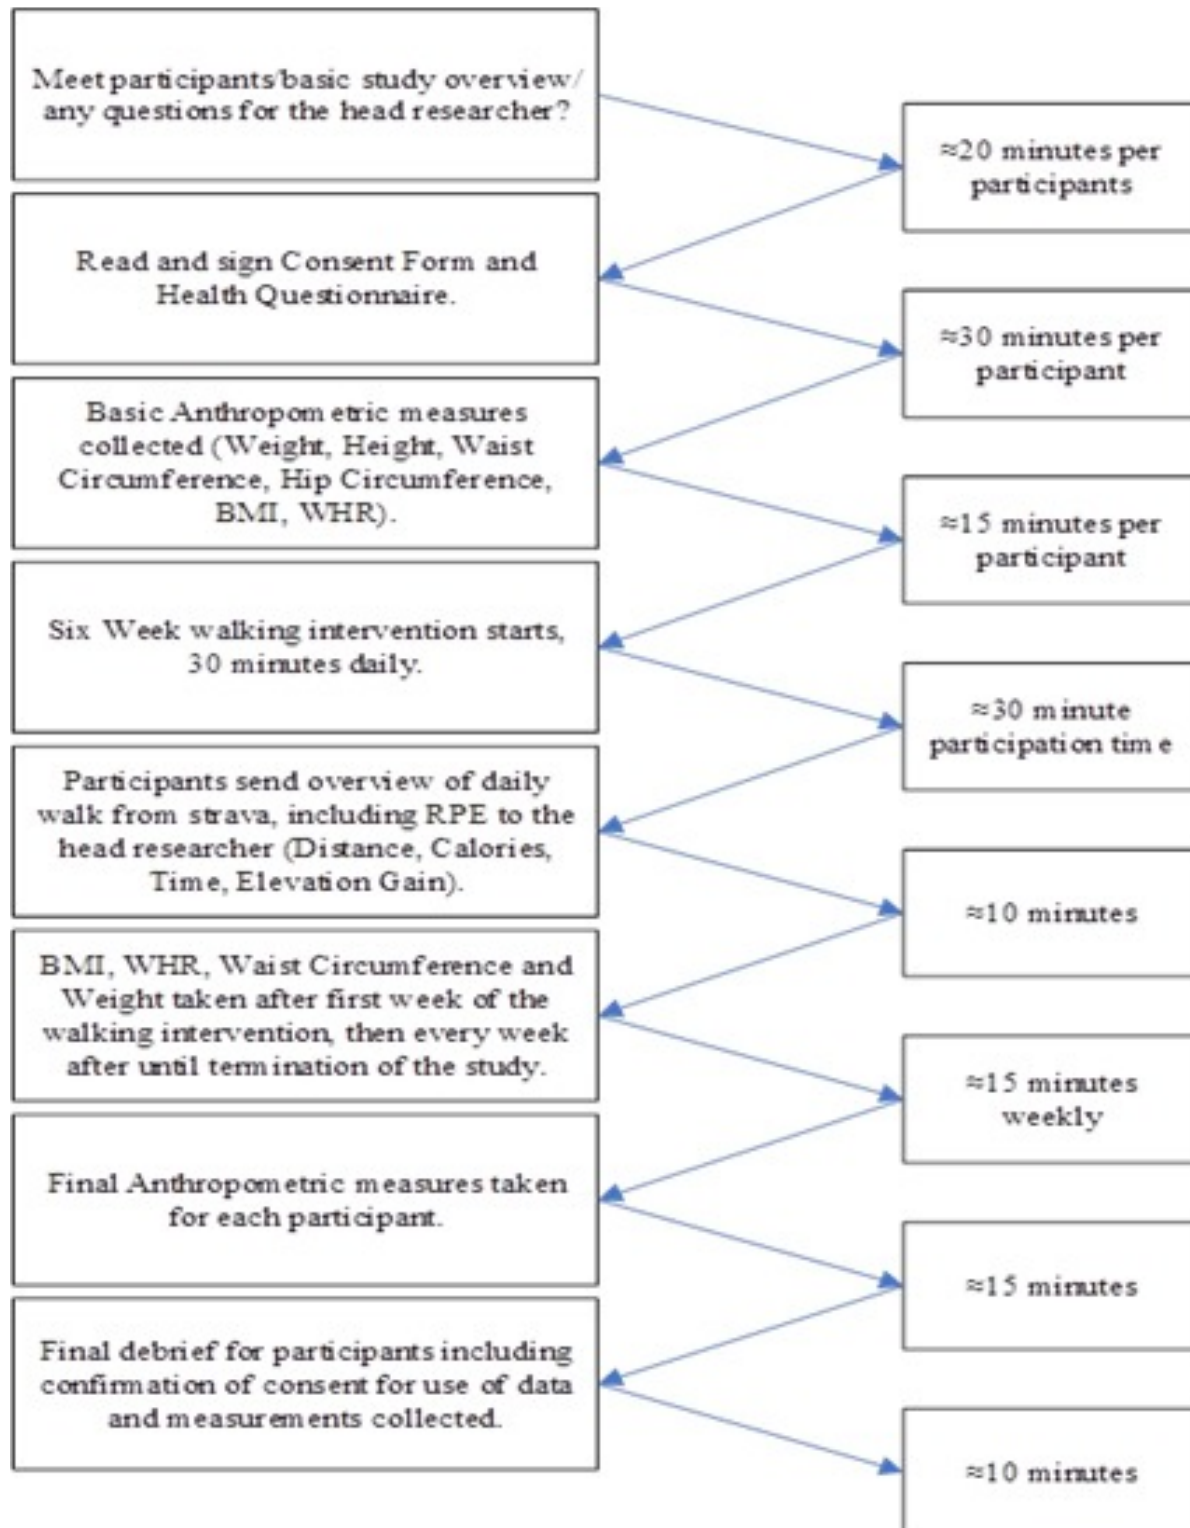 Meet participants/basic study overview/
any questions for the head researcher?
≈20 minutes per
participants
Read and sign Consent Form and
Health Questionnaire.
≈30 minutes per
participant
Basic Anthropometric measures
collected (Weight, Height, Waist
Circumference, Hip Circumference,
BMI, WHR).
≈15 minutes per
participant
Six Week walking intervention starts,
30 minutes daily.
≈30 minute
participation time
Participants send overview of daily
walk from strava, including RPE to the
head researcher (Distance, Calories,
Time, Elevation Gain).
≈10 minutes
BMI, WHR, Waist Circumference and
Weight taken after first week of the
walking intervention, then every week
after until termination of the study.
≈15 minutes
weekly
Final Anthropometric measures taken
for each participant.
≈15 minutes
Final debrief for participants including
confirmation of consent for use of data
and measurements collected.
≈10 minutes